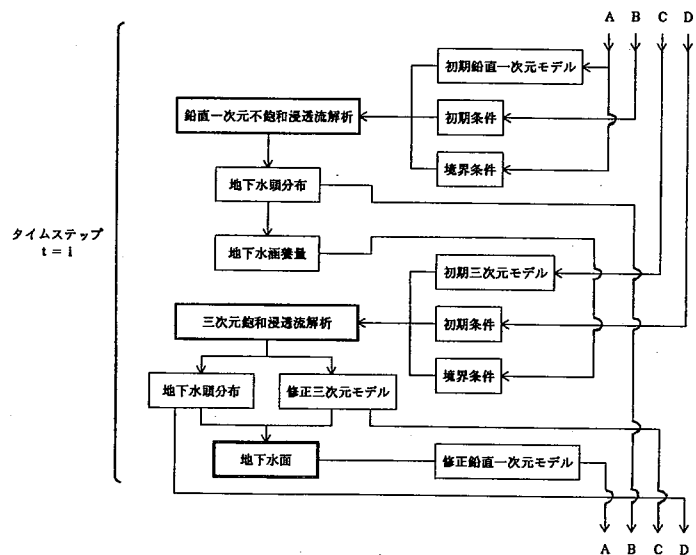 A B C D
初期鉛直一次元モデル
鉛直一次元不飽和浸透流解析
初期条件
境界条件
地下水頭分布
タイムステップ
t = i
地下水涵養量
初期三次元モデル
三次元飽和浸透流解析
初期条件
境界条件
地下水頭分布
修正三次元モデル
地下水面
修正鉛直一次元モデル
A B C D